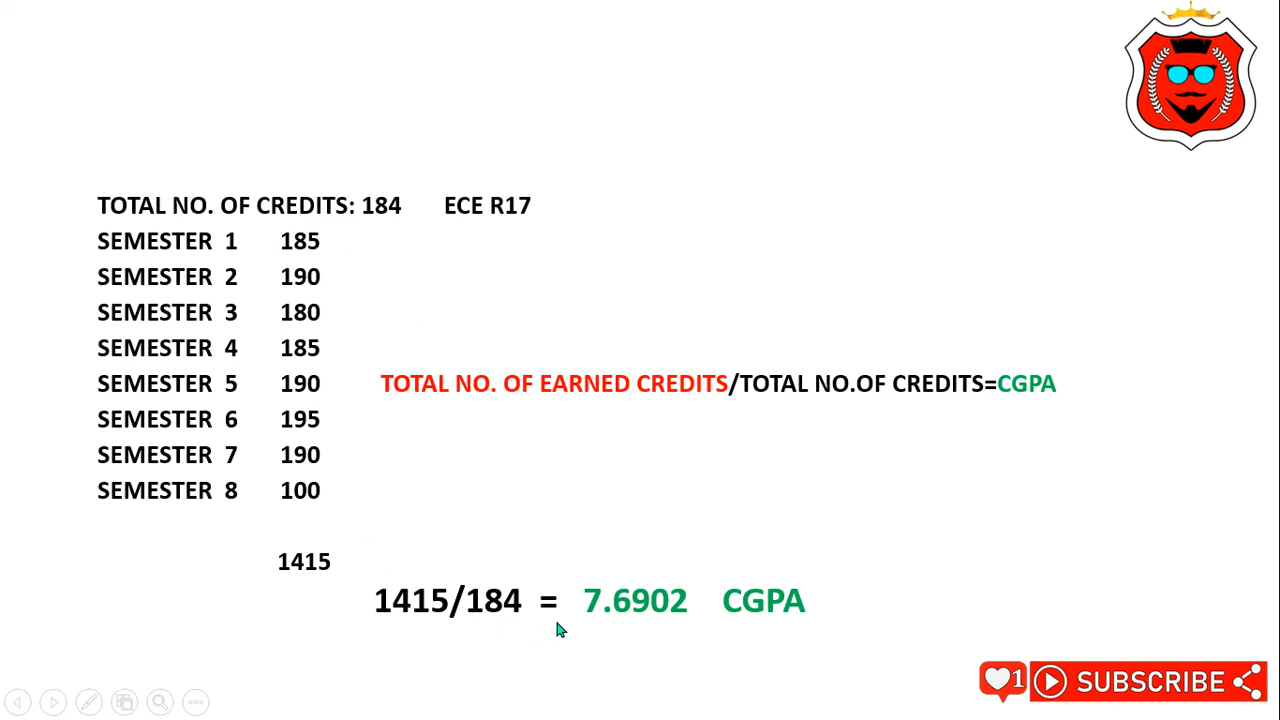 TOTAL NO. OF CREDITS: 184 ECE R17
SEMESTER 1 185
SEMESTER 2 190
SEMESTER 3 180
SEMESTER 4 185
SEMESTER 5 190 TOTAL NO. OF EARNED CREDITS/TOTAL NO.OF CREDITS=CGPA
SEMESTER 6 195
SEMESTER 7 190
SEMESTER 8 100
1415
1415/184 = 7.6902 CGPA
1 SUBSCRIBE